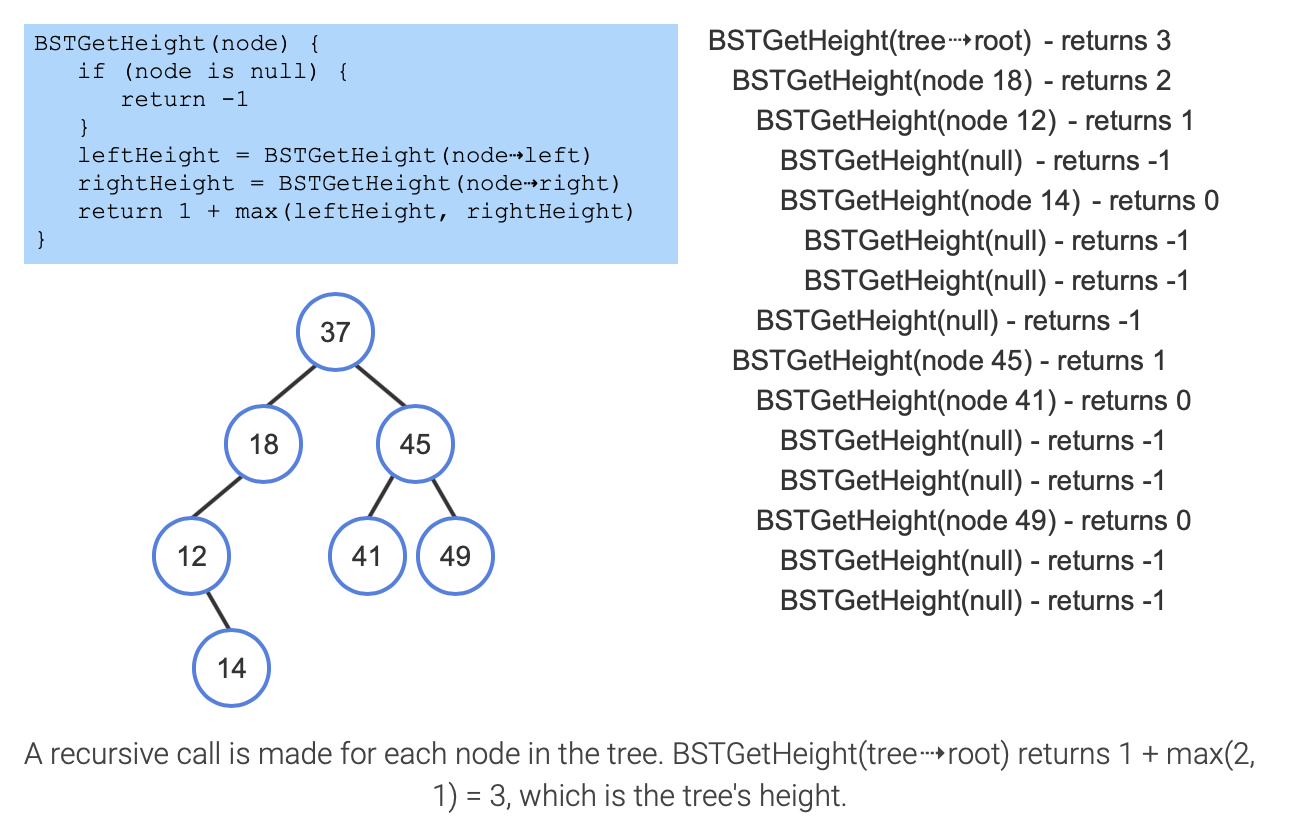 BSTGetHeight(node) {
   if (node is null) {
      return -1
   }
   leftHeight = BSTGetHeight(node⇢left)
   rightHeight = BSTGetHeight(node⇢right)
   return 1 + max(leftHeight, rightHeight)
}
37
18 45
12 41 49
14
BSTGetHeight(tree⇢root) - returns 3
BSTGetHeight(node 18) - returns 2
BSTGetHeight(node 12) - returns 1
BSTGetHeight(null) - returns -1
BSTGetHeight(node 14) - returns 0
BSTGetHeight(null) - returns -1
BSTGetHeight(null) - returns -1
BSTGetHeight(null) - returns -1
BSTGetHeight(node 45) - returns 1
BSTGetHeight(node 41) - returns 0
BSTGetHeight(null) - returns -1
BSTGetHeight(null) - returns -1
BSTGetHeight(node 49) - returns 0
BSTGetHeight(null) - returns -1
BSTGetHeight(null) - returns -1
A recursive call is made for each node in the tree. BSTGetHeight(tree⇢root) returns 1 + max(2,
1) = 3, which is the tree's height.